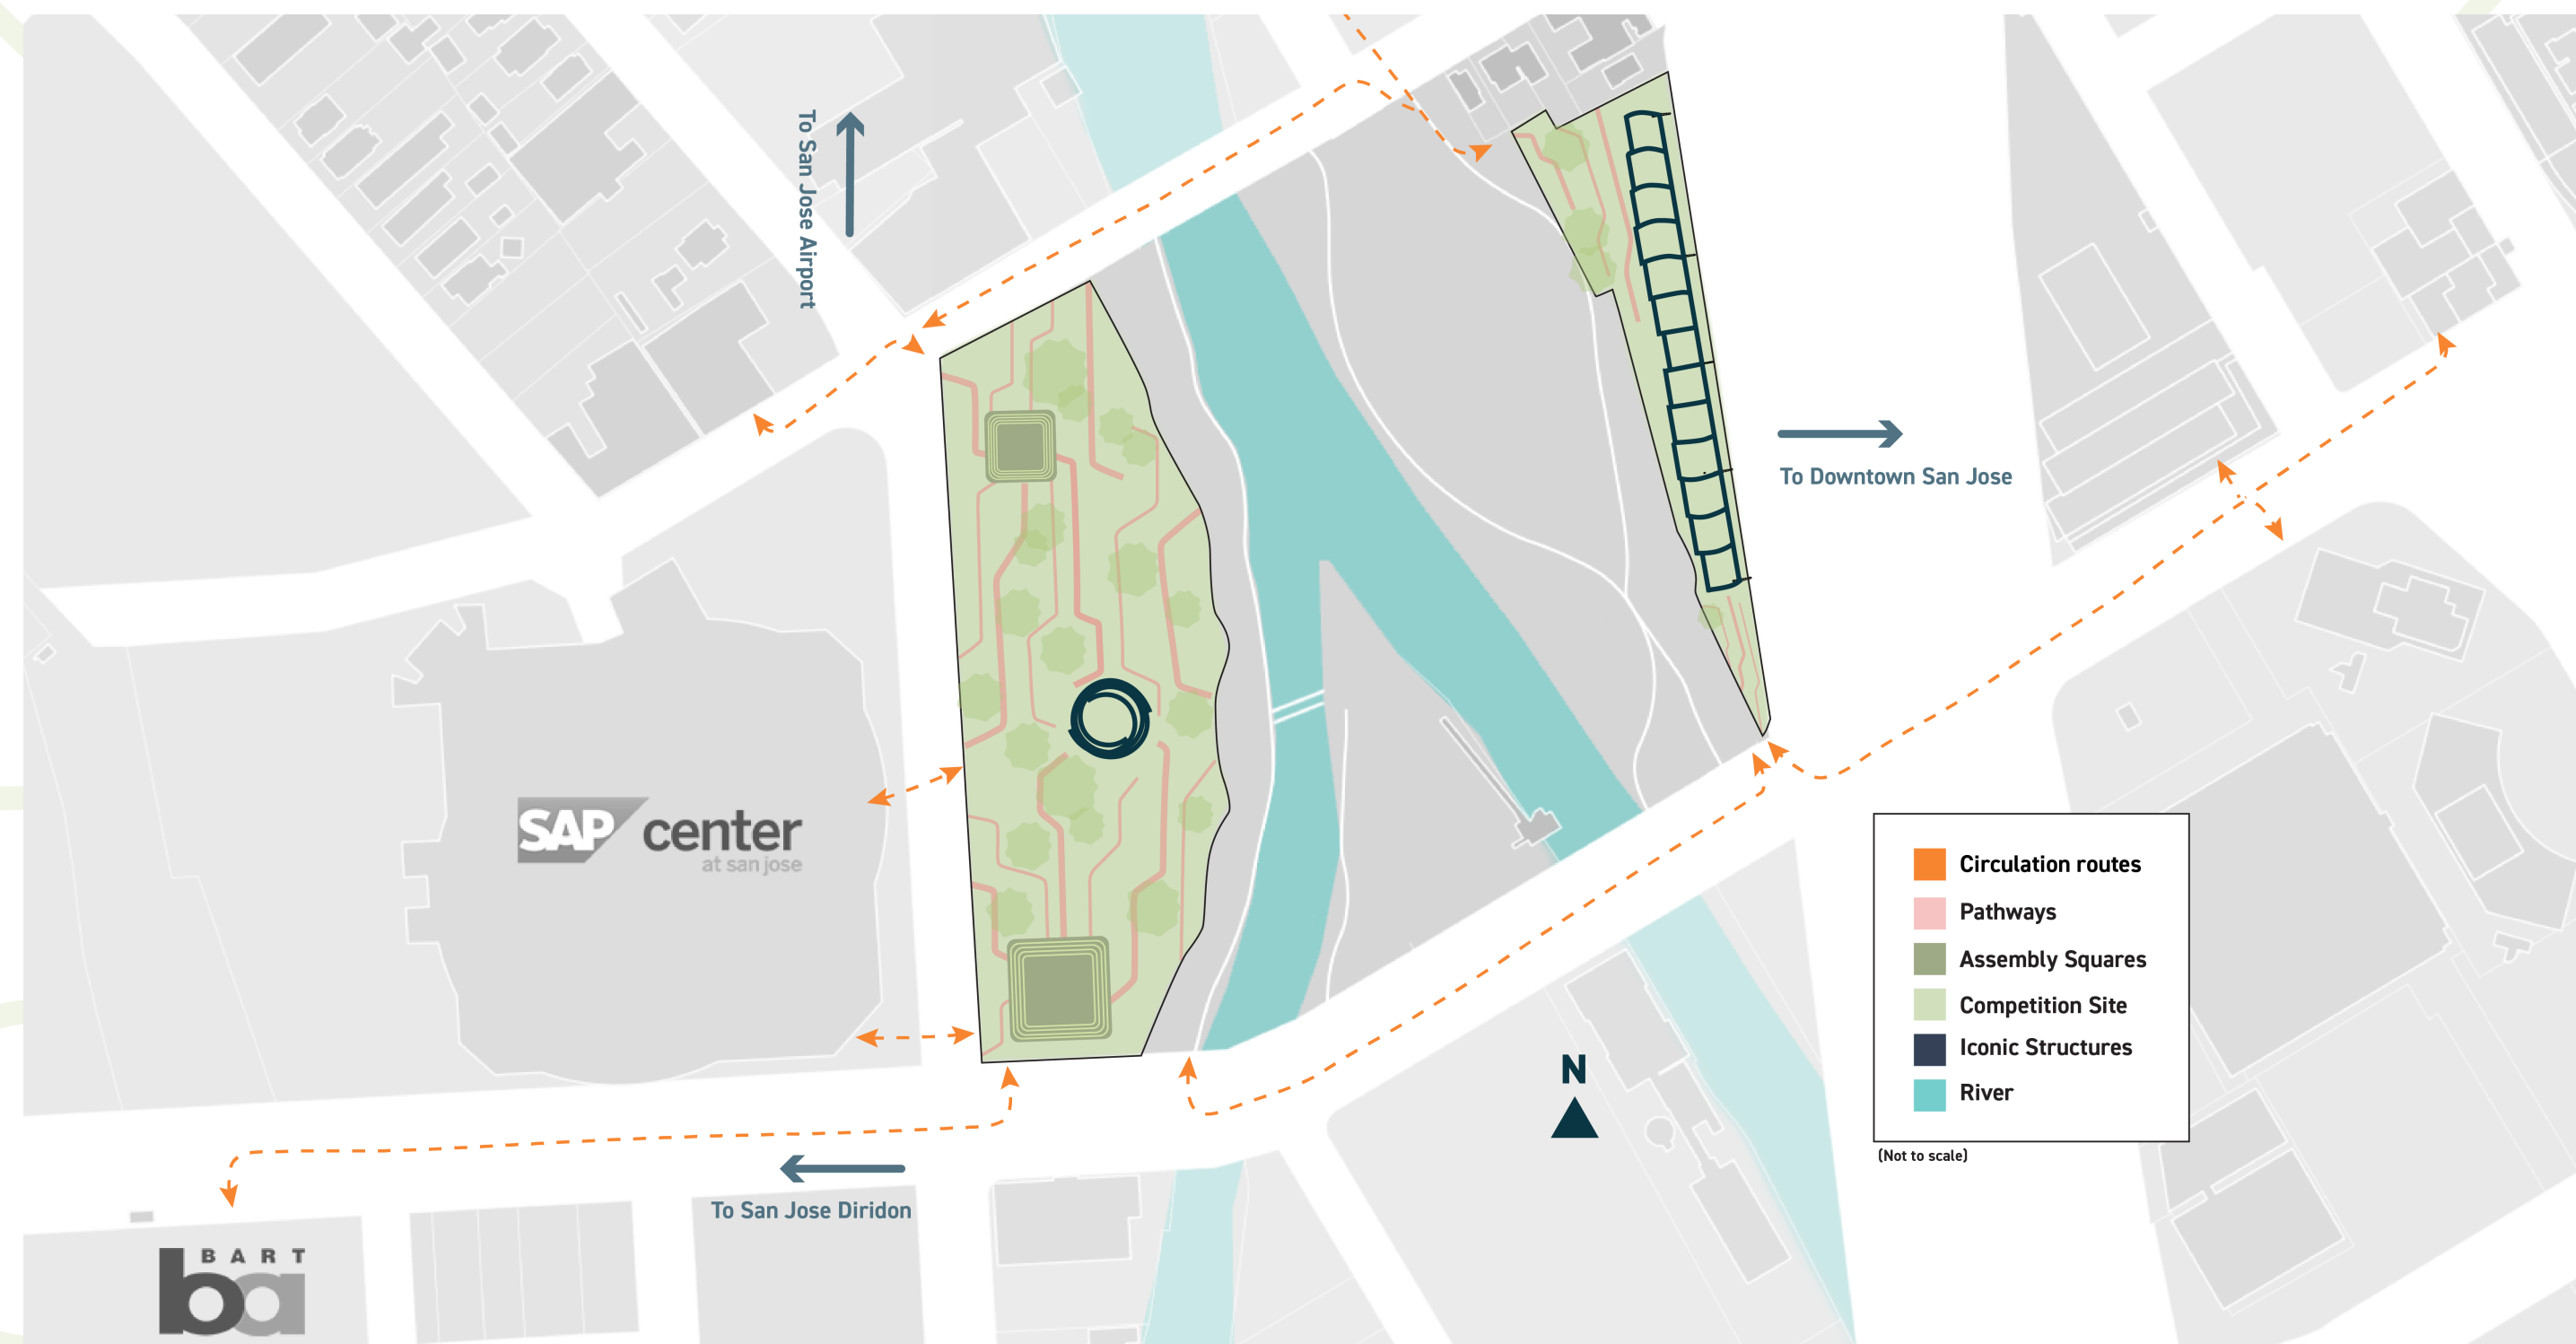 To San Jose Airport
To Downtown San Jose
SAP center
at san jose
Circulation routes
Pathways
Assembly Squares
Competition Site
Iconic Structures
River
(Not to scale)
N
To San Jose Diridon
BART
ba